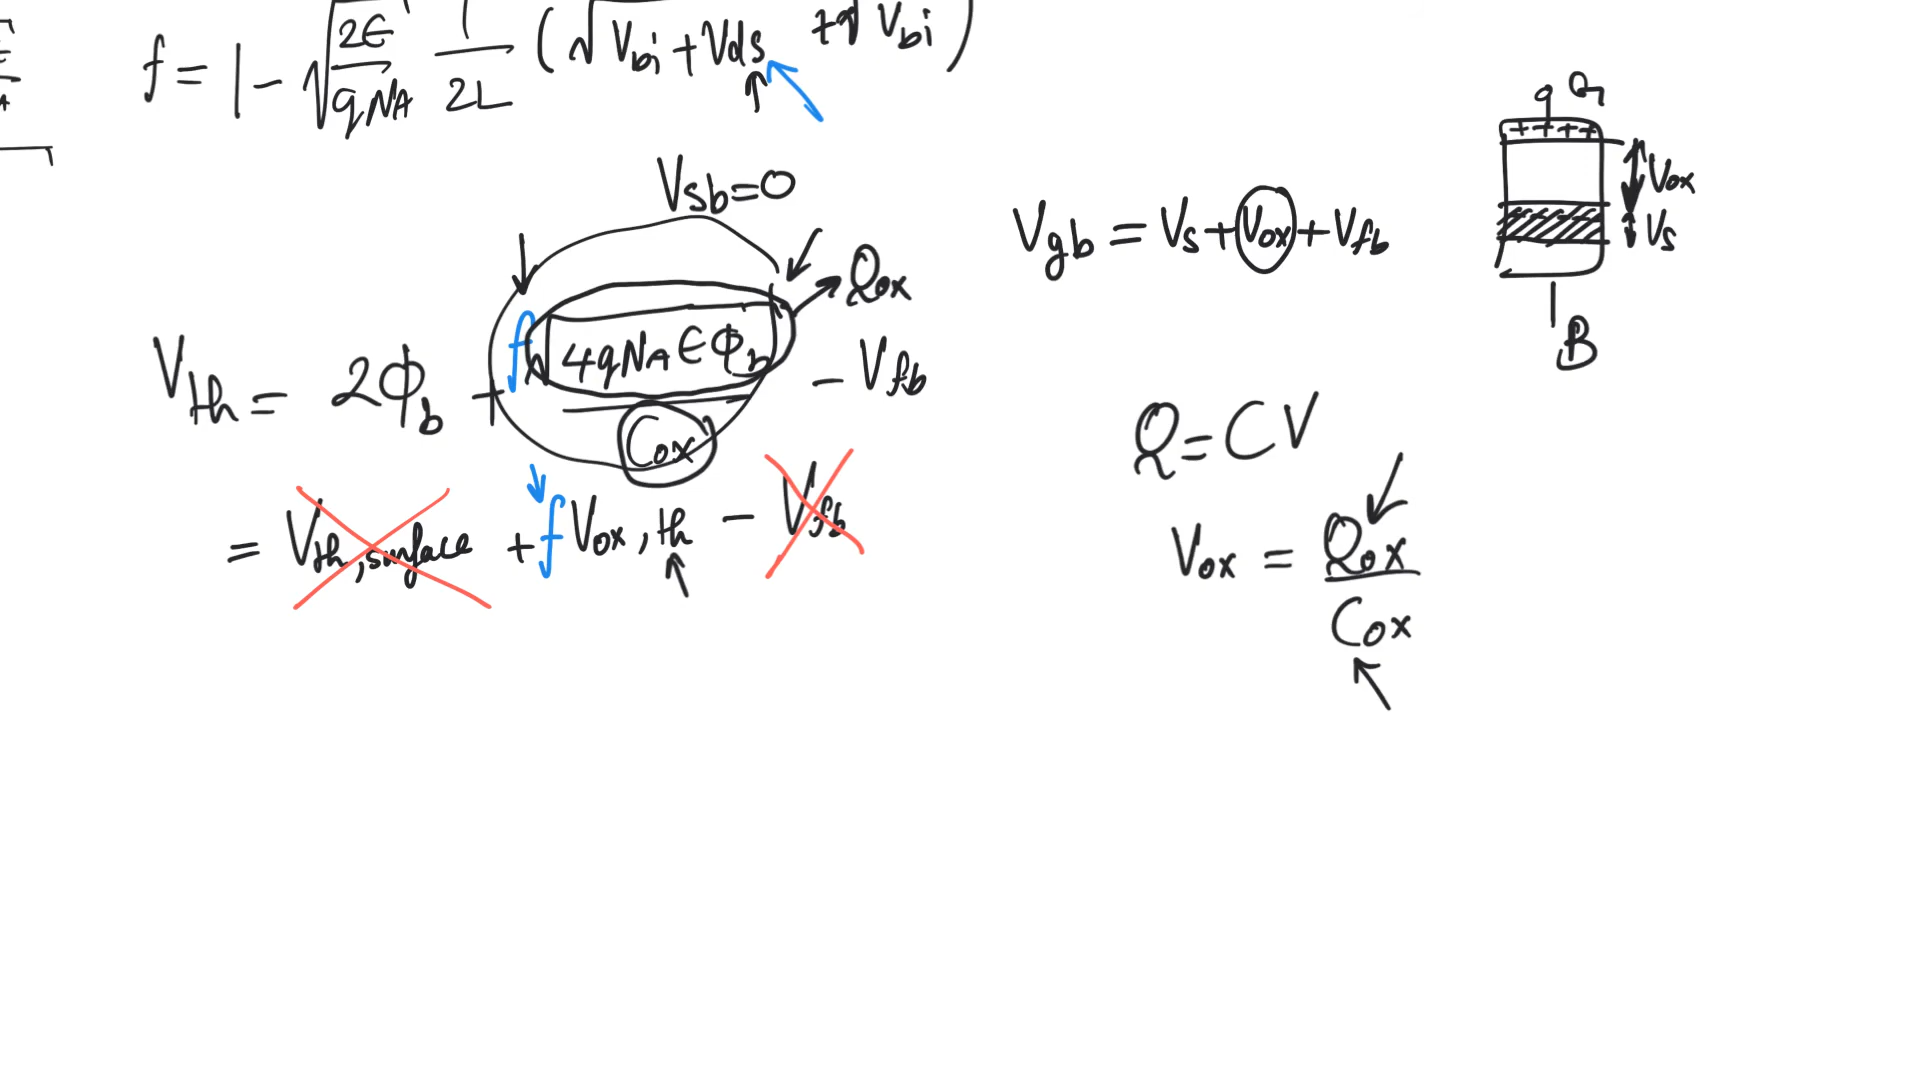 f = 1 - √(2ϵ/qNA) 1/2L (√(Vbi + Vds) + √Vbi)
Vsb = 0
Vgb = Vs + Vox + Vfb
G
+ + + +
Vox
Vs
B
Qox
Vth = 2ϕb + f √(4qNAϵϕb) / Cox - Vfb
= Vth,surface + f Vox,th - Vfb
Q = CV
Vox = Qox / Cox